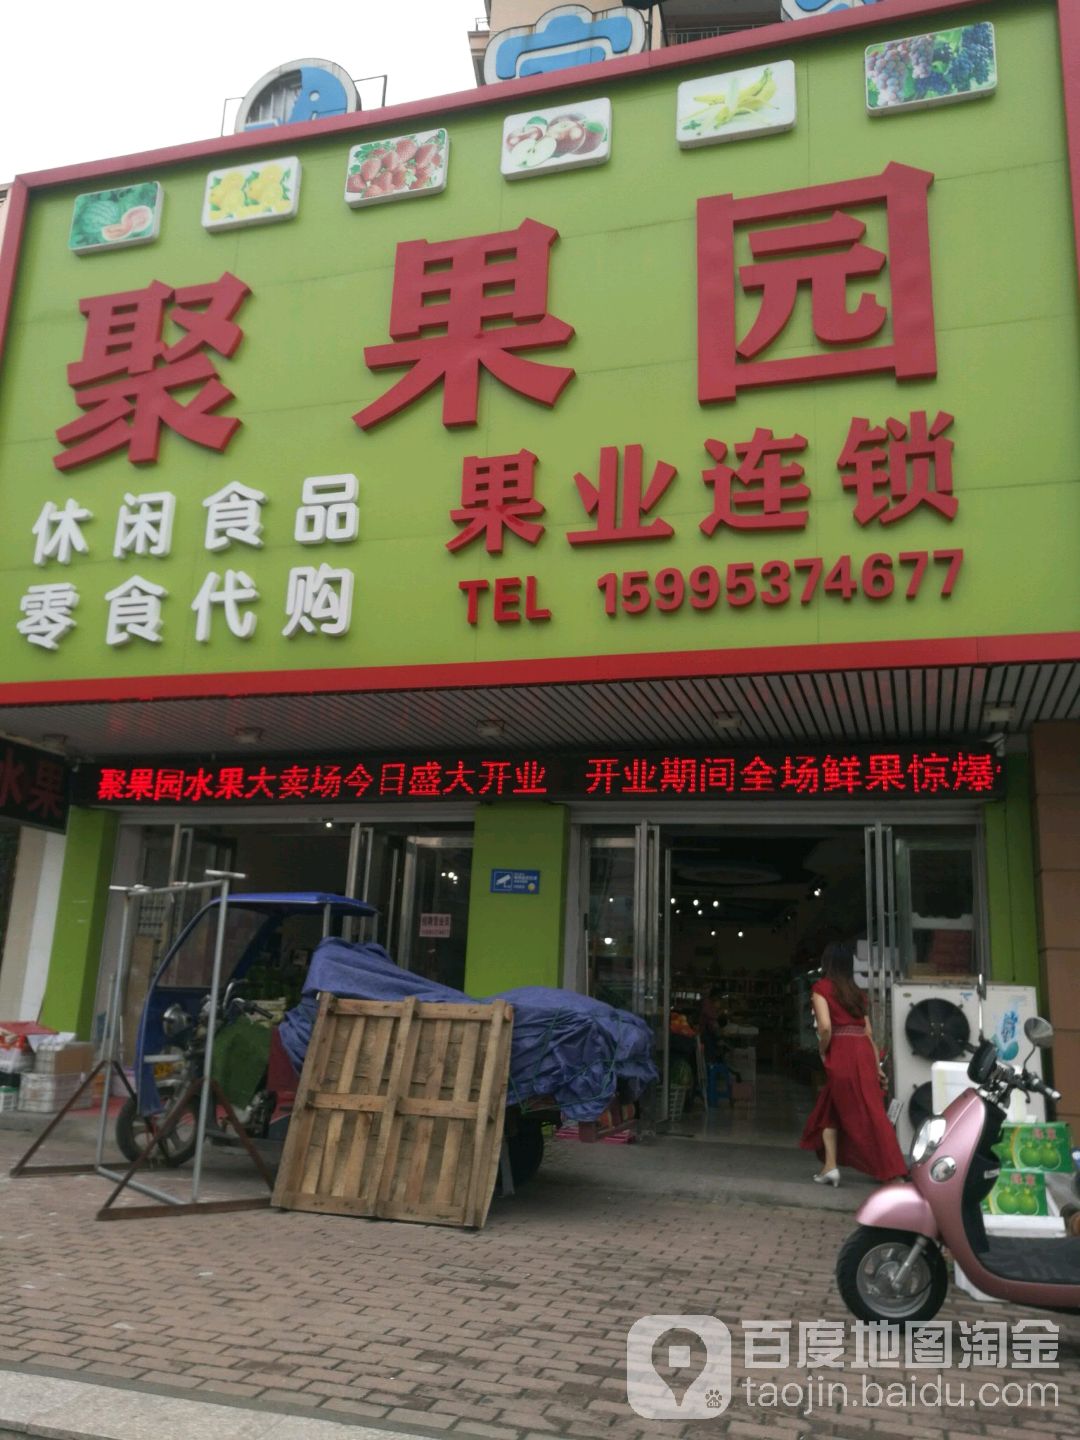 聚果园
休闲食品
零食代购
果业连锁
TEL 15995374677
水果
聚果园水果大卖场今日盛大开业 开业期间全场鲜果惊爆
百度地图淘金
taojin.baidu.com